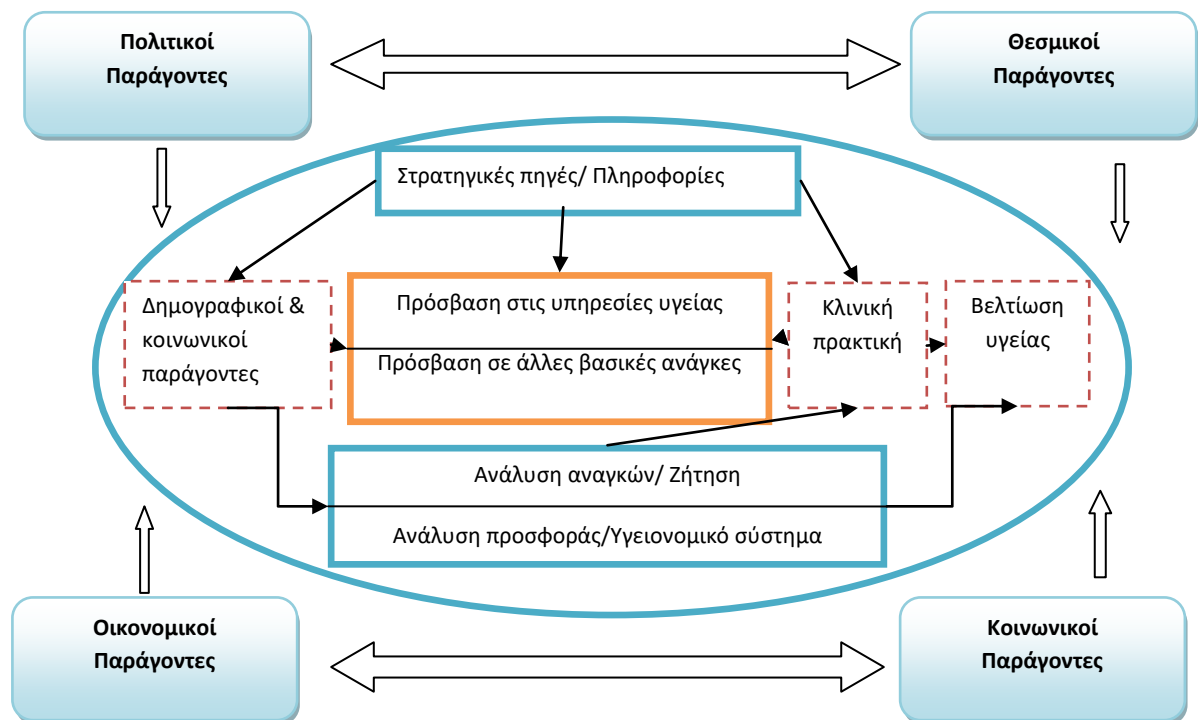 Πολιτικοί
Παράγοντες
Θεσμικοί
Παράγοντες
Στρατηγικές πηγές/ Πληροφορίες
Δημογραφικοί &
κοινωνικοί
παράγοντες
Πρόσβαση στις υπηρεσίες υγείας
Πρόσβαση σε άλλες βασικές ανάγκες
Κλινική
πρακτική
Βελτίωση
υγείας
Ανάλυση αναγκών/ Ζήτηση
Ανάλυση προσφοράς/Υγειονομικό σύστημα
Οικονομικοί
Παράγοντες
Κοινωνικοί
Παράγοντες